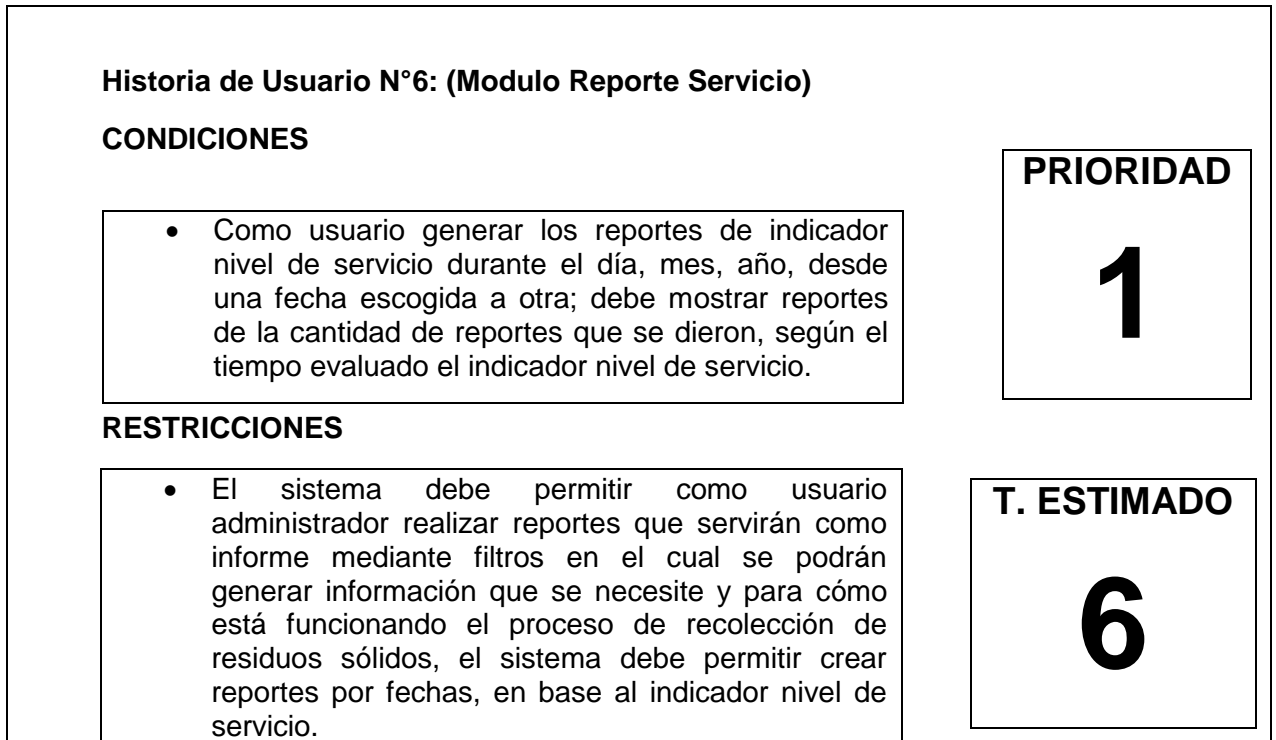 Historia de Usuario N°6: (Modulo Reporte Servicio)
CONDICIONES
PRIORIDAD
1
• Como usuario generar los reportes de indicador
nivel de servicio durante el día, mes, año, desde
una fecha escogida a otra; debe mostrar reportes
de la cantidad de reportes que se dieron, según el
tiempo evaluado el indicador nivel de servicio.
RESTRICCIONES
T. ESTIMADO
6
• El sistema debe permitir como usuario
administrador realizar reportes que servirán como
informe mediante filtros en el cual se podrán
generar información que se necesite y para cómo
está funcionando el proceso de recolección de
residuos sólidos, el sistema debe permitir crear
reportes por fechas, en base al indicador nivel de
servicio.